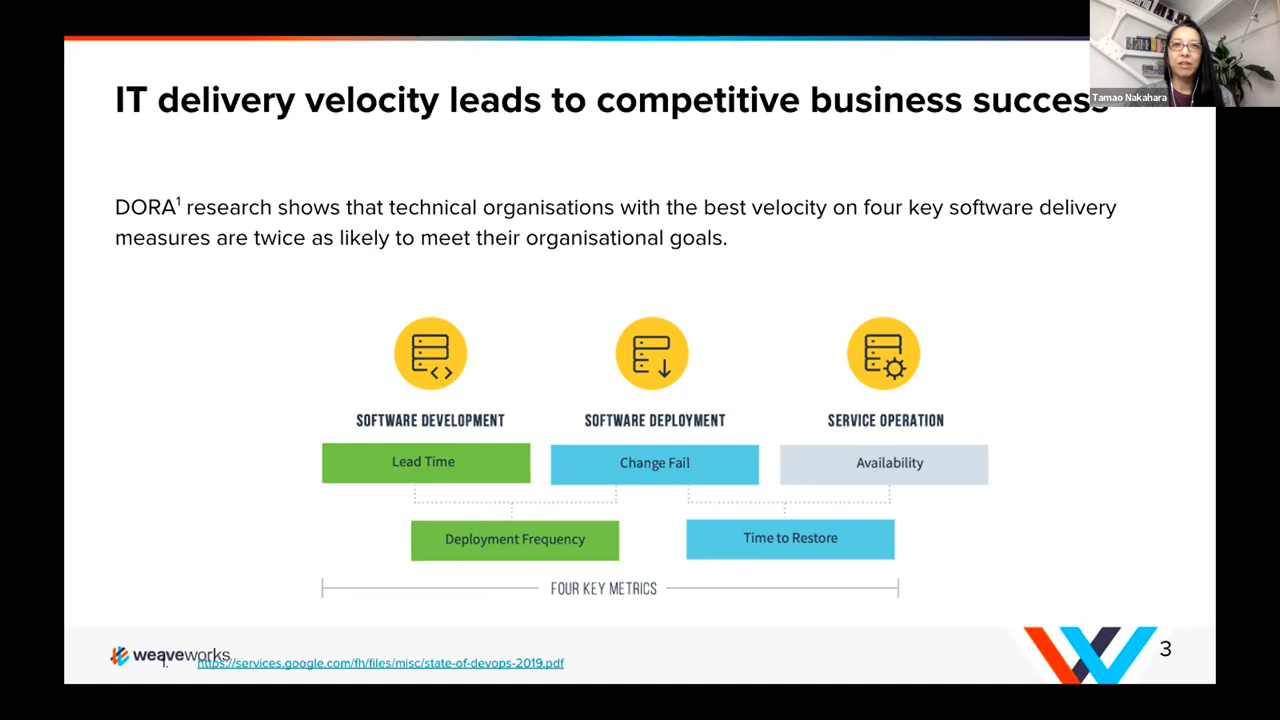 IT delivery velocity leads to competitive business success
Tamao Nakahara
DORA1 research shows that technical organisations with the best velocity on four key software delivery
measures are twice as likely to meet their organisational goals.
SOFTWARE DEVELOPMENT
SOFTWARE DEPLOYMENT
SERVICE OPERATION
Lead Time
Change Fail
Availability
Deployment Frequency
Time to Restore
FOUR KEY METRICS
weaveworks
1. https://services.google.com/fh/files/misc/state-of-devops-2019.pdf
3